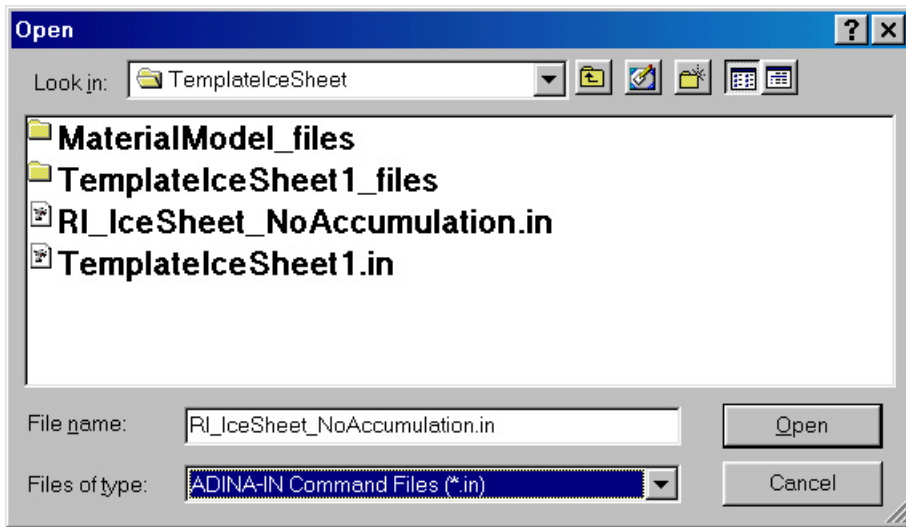 Open
Look in: TemplateIceSheet
MaterialModel_files
TemplateIceSheet1_files
RI_IceSheet_NoAccumulation.in
TemplateIceSheet1.in
File name: RI_IceSheet_NoAccumulation.in Open
Files of type: ADINA-IN Command Files (*.in) Cancel